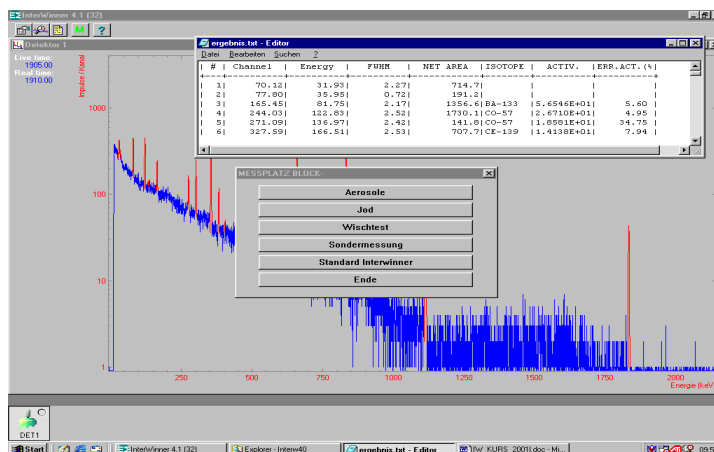 InterWinner 4.1 (32)
M ?
Detektor 1
Live time:
1905.00
Real time:
1910.00
Impulse / Kanal
1000
100
10
1
250 500 750 1000 1250 1500 1750 2000
Energie (keV
ergebnis.txt - Editor
Datei Bearbeiten Suchen ?
| # | Channel | Energy | FWHM | NET AREA |ISOTOPE | ACTIV. |ERR.ACT.(%|
| 1| 70.12| 31.93| 2.27| 714.7| | |
| 2| 77.80| 35.95| 0.72| 191.2| | |
| 3| 165.45| 81.75| 2.17| 1356.6|BA-133 |5.6546E+01| 5.60 |
| 4| 244.03| 122.83| 2.52| 1730.1|CO-57 |2.6710E+01| 4.95 |
| 5| 271.09| 136.97| 2.42| 141.8|CO-57 |1.8581E+01| 34.75 |
| 6| 327.59| 166.51| 2.53| 707.7|CE-139 |1.4138E+01| 7.94 |
MESSPLATZ BLOCK-
Aerosole
Jod
Wischtest
Sondermessung
Standard Interwinner
Ende
DET1
Start InterWinner 4.1 (32) Explorer - Interw40 ergebnis.txt - Editor IW_KURS_2001I.doc - Mi... 09:5